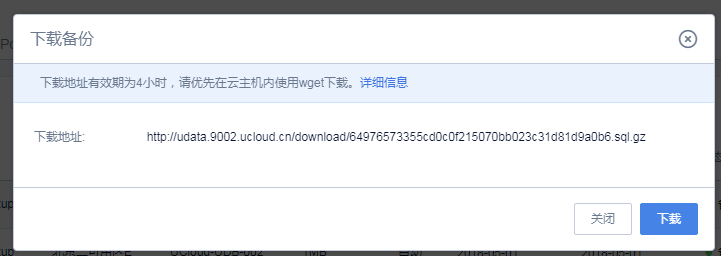 下载备份
下载地址有效期为4小时，请优先在云主机内使用wget下载。详细信息
下载地址: http://udata.9002.ucloud.cn/download/64976573355cd0c0f215070bb023c31d81d9a0b6.sql.gz
关闭 下载